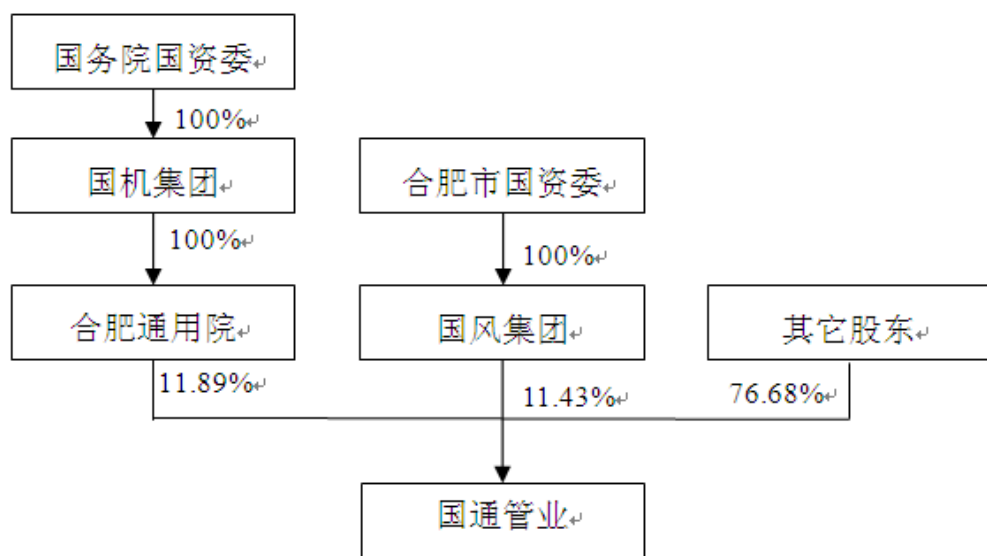 国务院国资委
100%
国机集团
合肥市国资委
100%
100%
合肥通用院
国风集团
其它股东
11.89%
11.43%
76.68%
国通管业